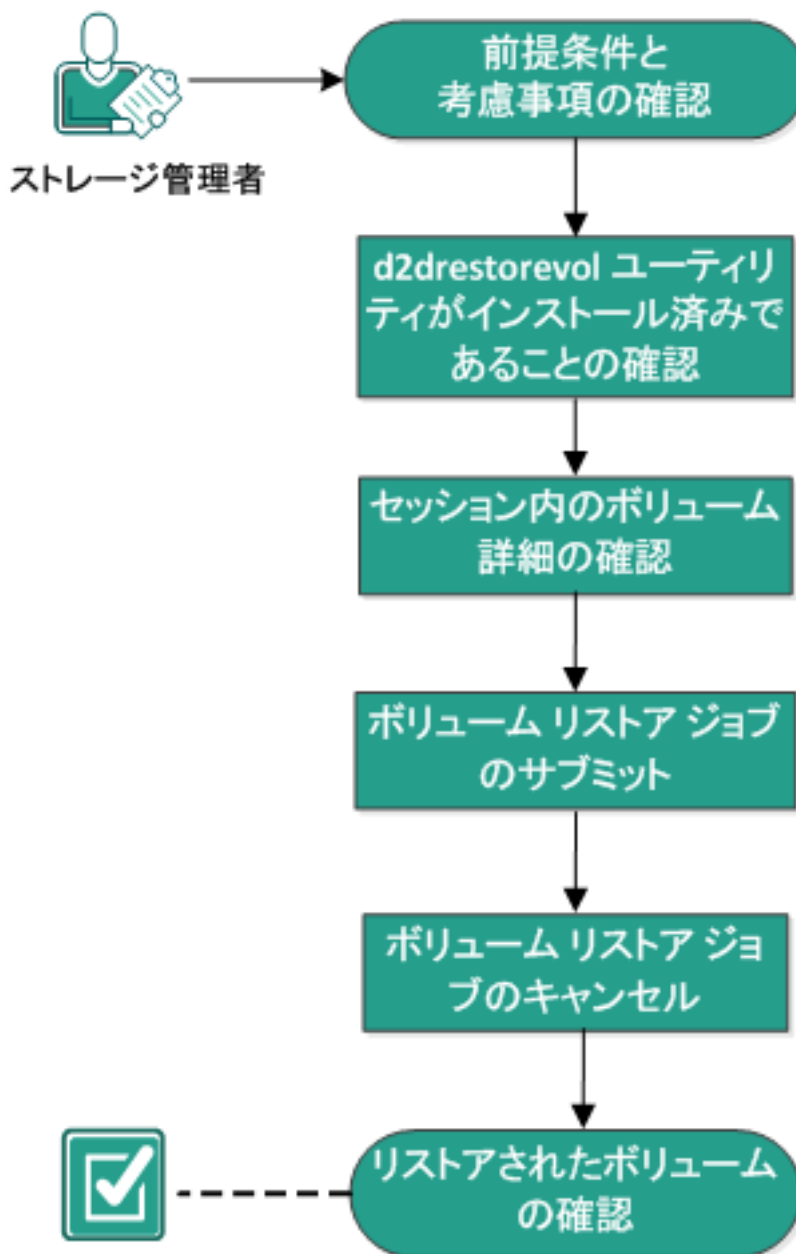 前提条件と
考慮事項の確認
ストレージ管理者
d2drestorevol ユーティリ
ティがインストール済みで
あることの確認
セッション内のボリューム
詳細の確認
ボリューム リストア ジョブ
のサブミット
ボリューム リストア ジョ
ブのキャンセル
リストアされたボリューム
の確認